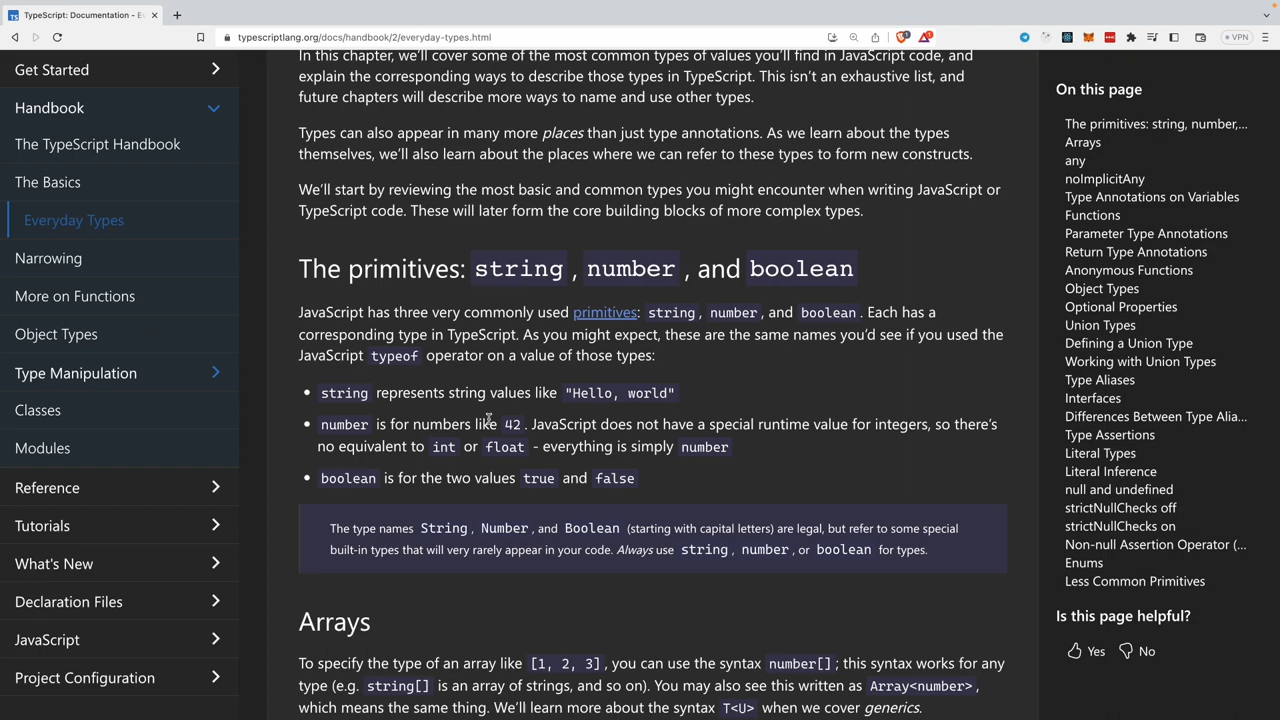 TypeScript: Documentation - Ev
typescriptlang.org/docs/handbook/2/everyday-types.html
VPN
Get Started
Handbook
The TypeScript Handbook
The Basics
Everyday Types
Narrowing
More on Functions
Object Types
Type Manipulation
Classes
Modules
Reference
Tutorials
What's New
Declaration Files
JavaScript
Project Configuration
In this chapter, we'll cover some of the most common types of values you'll find in JavaScript code, and
explain the corresponding ways to describe those types in TypeScript. This isn't an exhaustive list, and
future chapters will describe more ways to name and use other types.
Types can also appear in many more places than just type annotations. As we learn about the types
themselves, we'll also learn about the places where we can refer to these types to form new constructs.
We'll start by reviewing the most basic and common types you might encounter when writing JavaScript or
TypeScript code. These will later form the core building blocks of more complex types.
The primitives: string, number, and boolean
JavaScript has three very commonly used primitives: string, number, and boolean. Each has a
corresponding type in TypeScript. As you might expect, these are the same names you'd see if you used the
JavaScript typeof operator on a value of those types:
• string represents string values like "Hello, world"
• number is for numbers like 42. JavaScript does not have a special runtime value for integers, so there's
no equivalent to int or float - everything is simply number
• boolean is for the two values true and false
The type names String, Number, and Boolean (starting with capital letters) are legal, but refer to some special
built-in types that will very rarely appear in your code. Always use string, number, or boolean for types.
Arrays
To specify the type of an array like [1, 2, 3], you can use the syntax number[]; this syntax works for any
type (e.g. string[] is an array of strings, and so on). You may also see this written as Array<number>,
which means the same thing. We'll learn more about the syntax T<U> when we cover generics.
On this page
The primitives: string, number,...
Arrays
any
noImplicitAny
Type Annotations on Variables
Functions
Parameter Type Annotations
Return Type Annotations
Anonymous Functions
Object Types
Optional Properties
Union Types
Defining a Union Type
Working with Union Types
Type Aliases
Interfaces
Differences Between Type Alia...
Type Assertions
Literal Types
Literal Inference
null and undefined
strictNullChecks off
strictNullChecks on
Non-null Assertion Operator (...
Enums
Less Common Primitives
Is this page helpful?
Yes No